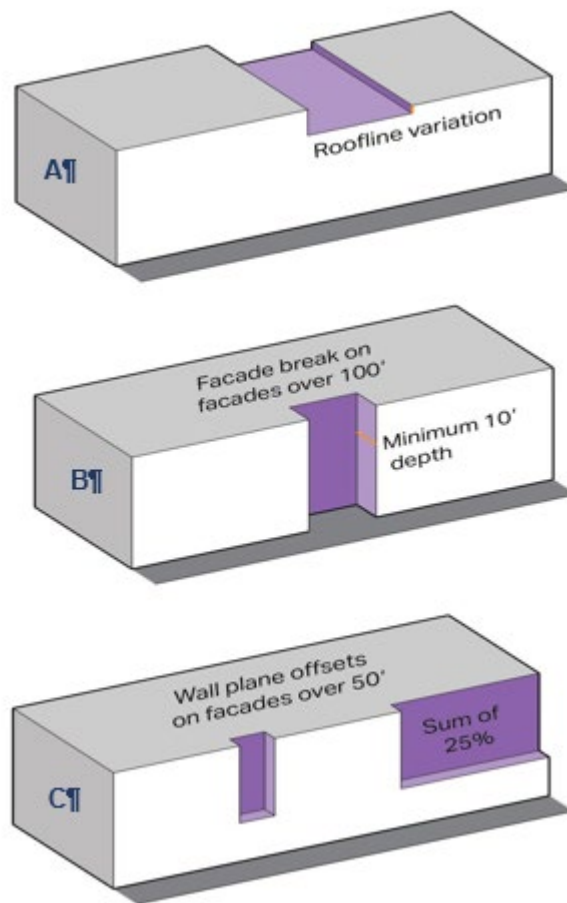 A¶
Roofline variation
Facade break on
facades over 100'
Minimum 10'
depth
B¶
Wall plane offsets
on facades over 50'
Sum of
25%
C¶